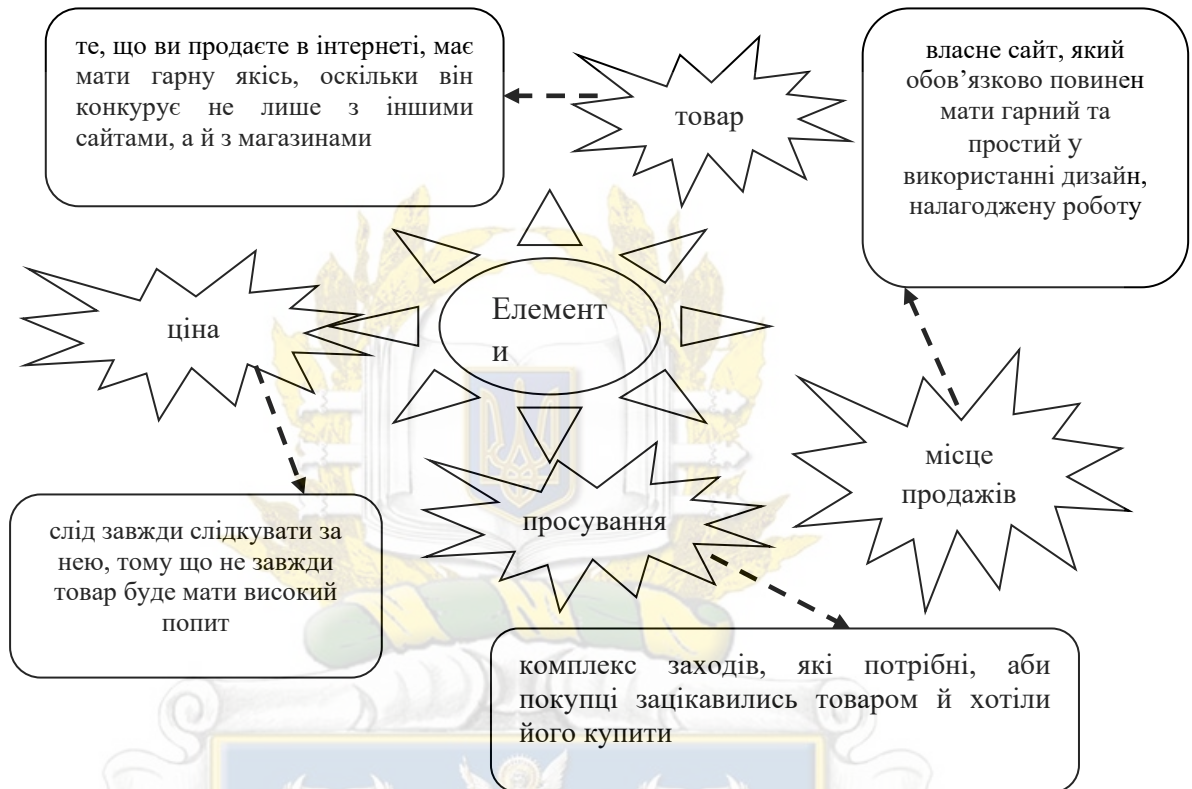 те, що ви продаєте в інтернеті, має
мати гарну якісь, оскільки він
конкурує не лише з іншими
сайтами, а й з магазинами
товар
власне сайт, який
обов’язково повинен
мати гарний та
простий у
використанні дизайн,
налагоджену роботу
ціна
Елемент
и
місце
продажів
просування
слід завжди слідкувати за
нею, тому що не завжди
товар буде мати високий
попит
комплекс заходів, які потрібні, аби
покупці зацікавились товаром й хотіли
його купити